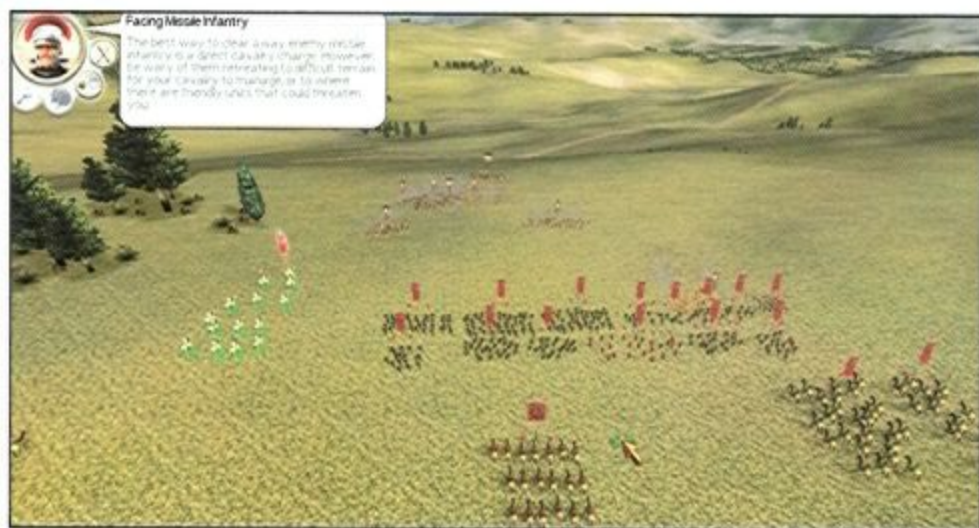 Facing Missile Infantry
The best way to clear away enemy missile
infantry is a direct cavalry charge. However,
be wary of them retreating to difficult terrain
for your cavalry to manage, or to where
there are friendly units that could threaten
you.